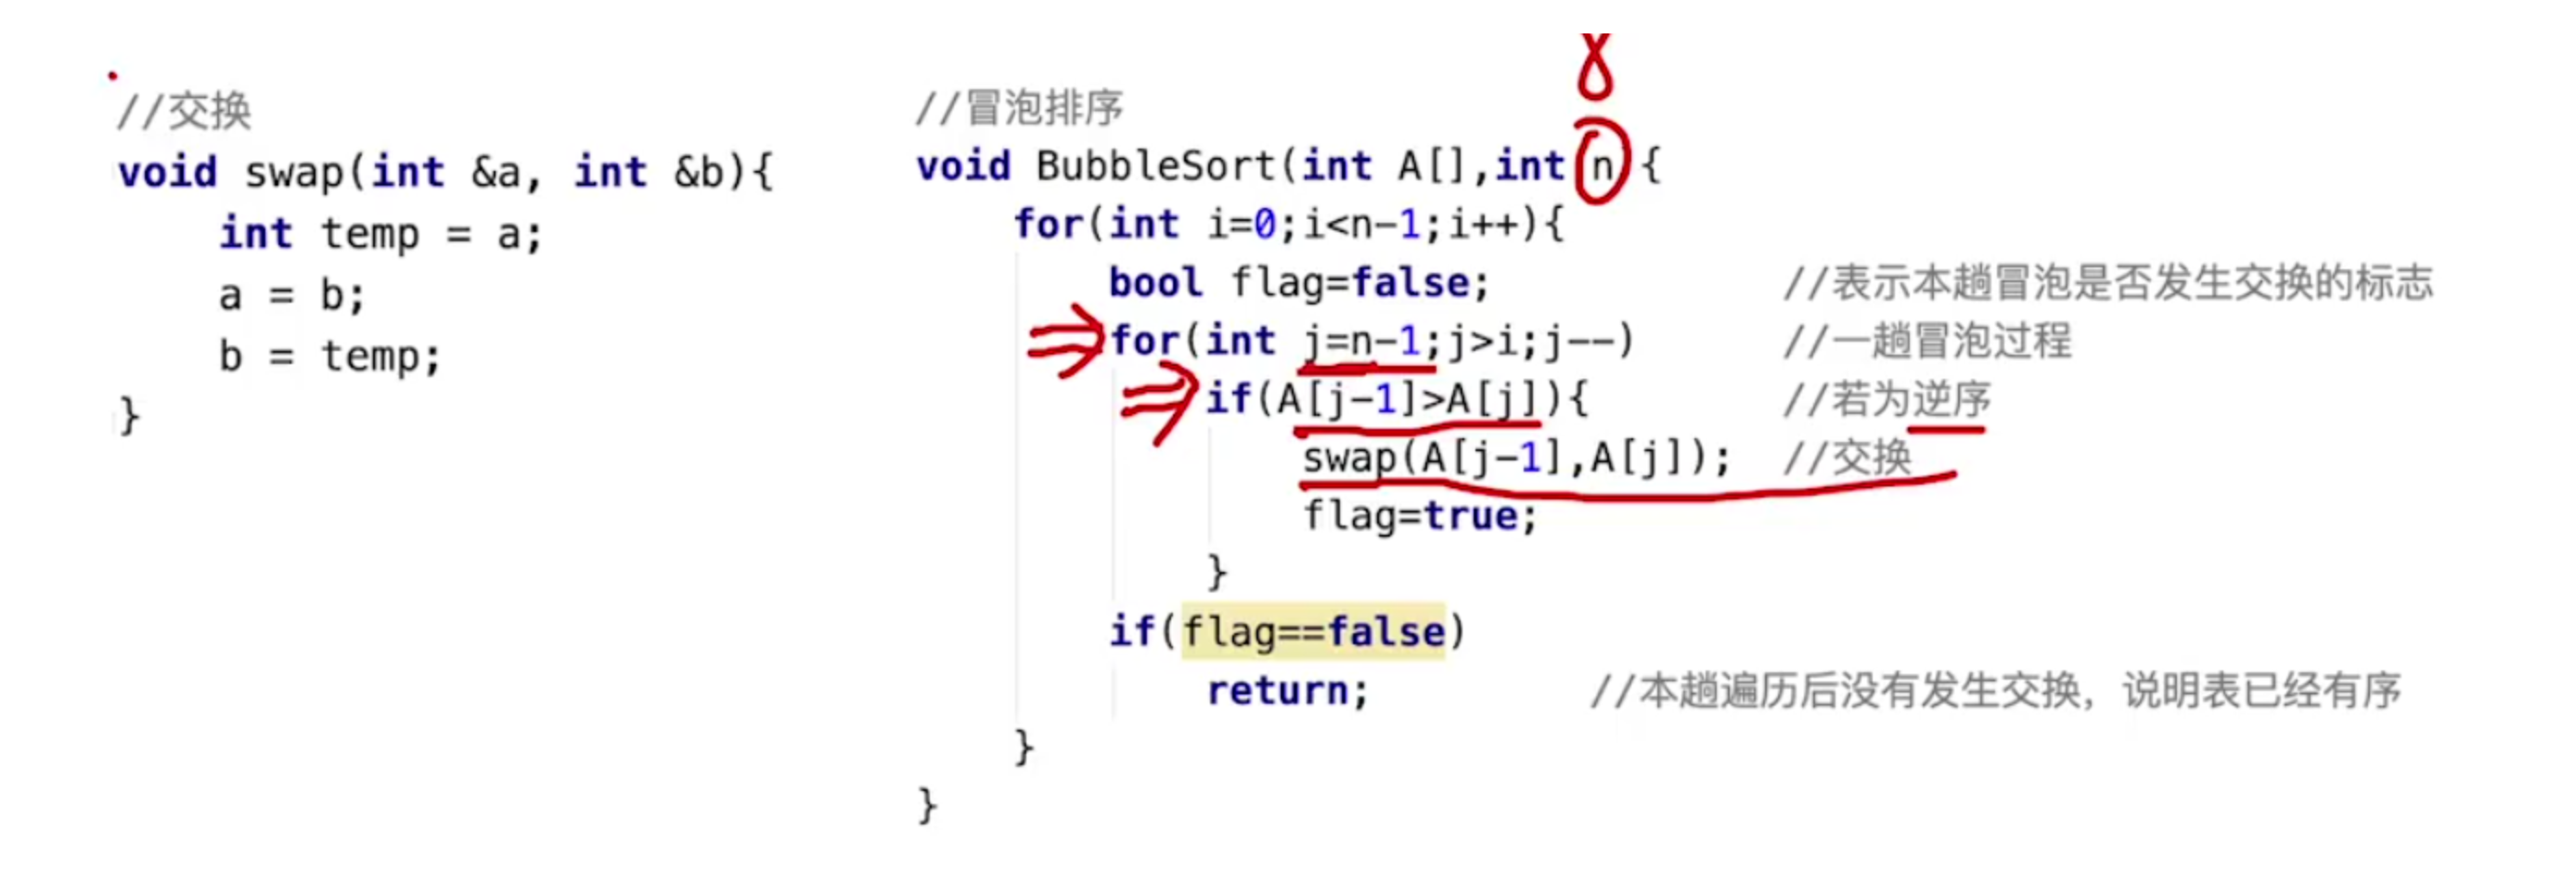 //交换
void swap(int &a, int &b){
int temp = a;
a = b;
b = temp;
}
8
//冒泡排序
void BubbleSort(int A[],int n){
for(int i=0;i<n-1;i++){
bool flag=false; //表示本趟冒泡是否发生交换的标志
for(int j=n-1;j>i;j--) //一趟冒泡过程
if(A[j-1]>A[j]){ //若为逆序
swap(A[j-1],A[j]); //交换
flag=true;
}
if(flag==false)
return; //本趟遍历后没有发生交换，说明表已经有序
}
}